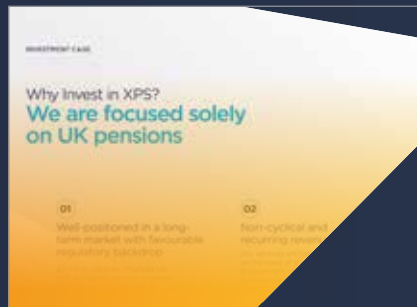 INVESTMENT CASE
Why Invest in XPS?
We are focused solely
on UK pensions
01
Well-positioned in a long-
term market with favourable
regulatory backdrop
02
Non-cyclical and
recurring